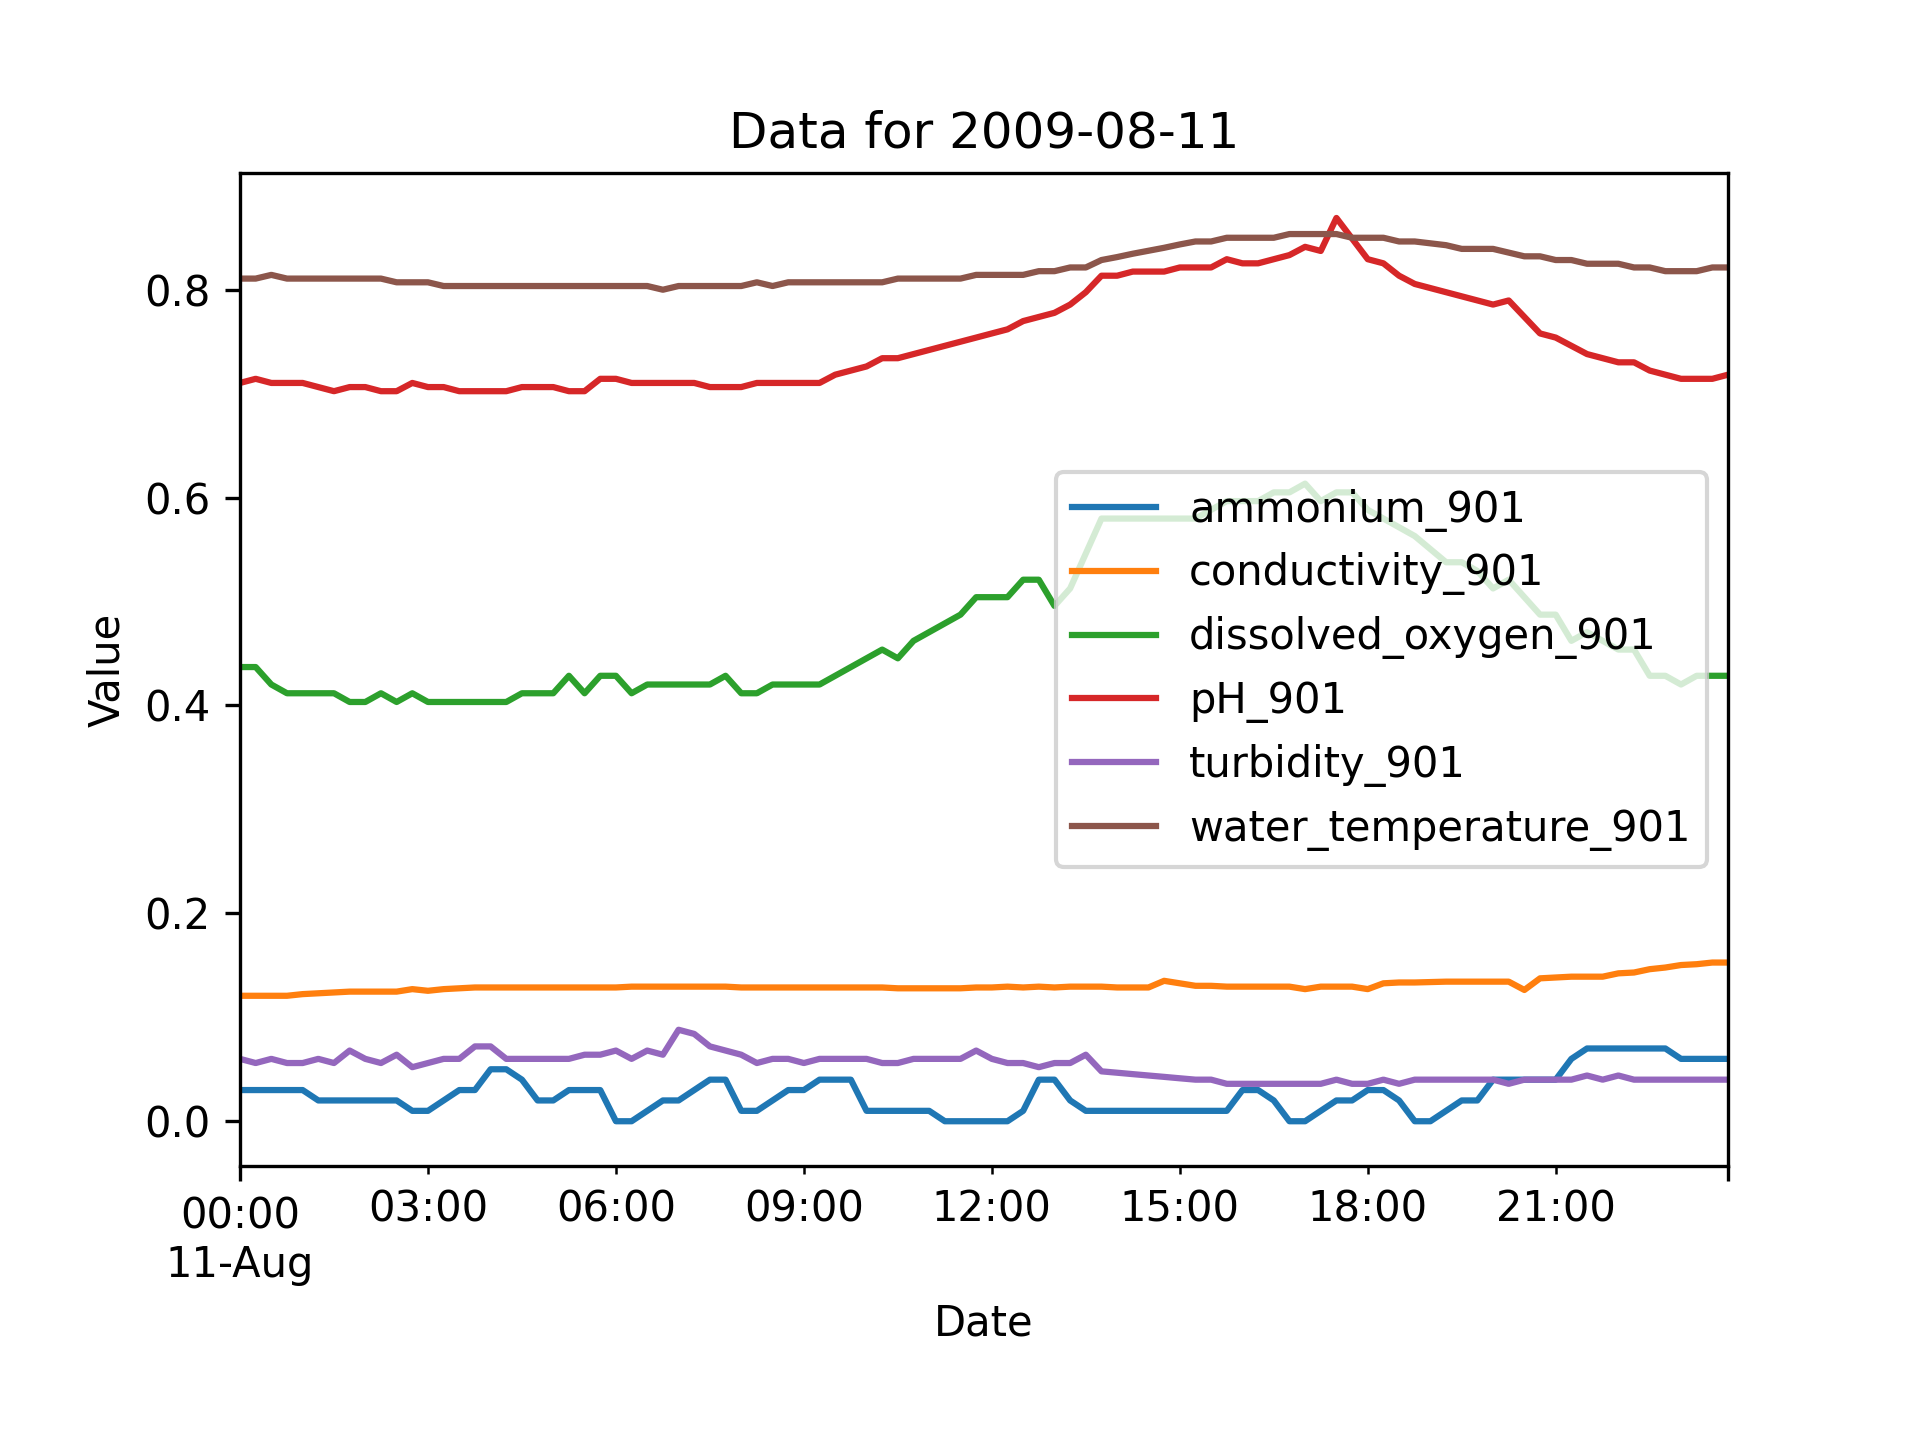 Data for 2009-08-11
Value
0.8
0.6
0.4
0.2
0.0
ammonium_901
conductivity_901
dissolved_oxygen_901
pH_901
turbidity_901
water_temperature_901
00:00 03:00 06:00 09:00 12:00 15:00 18:00 21:00
11-Aug
Date